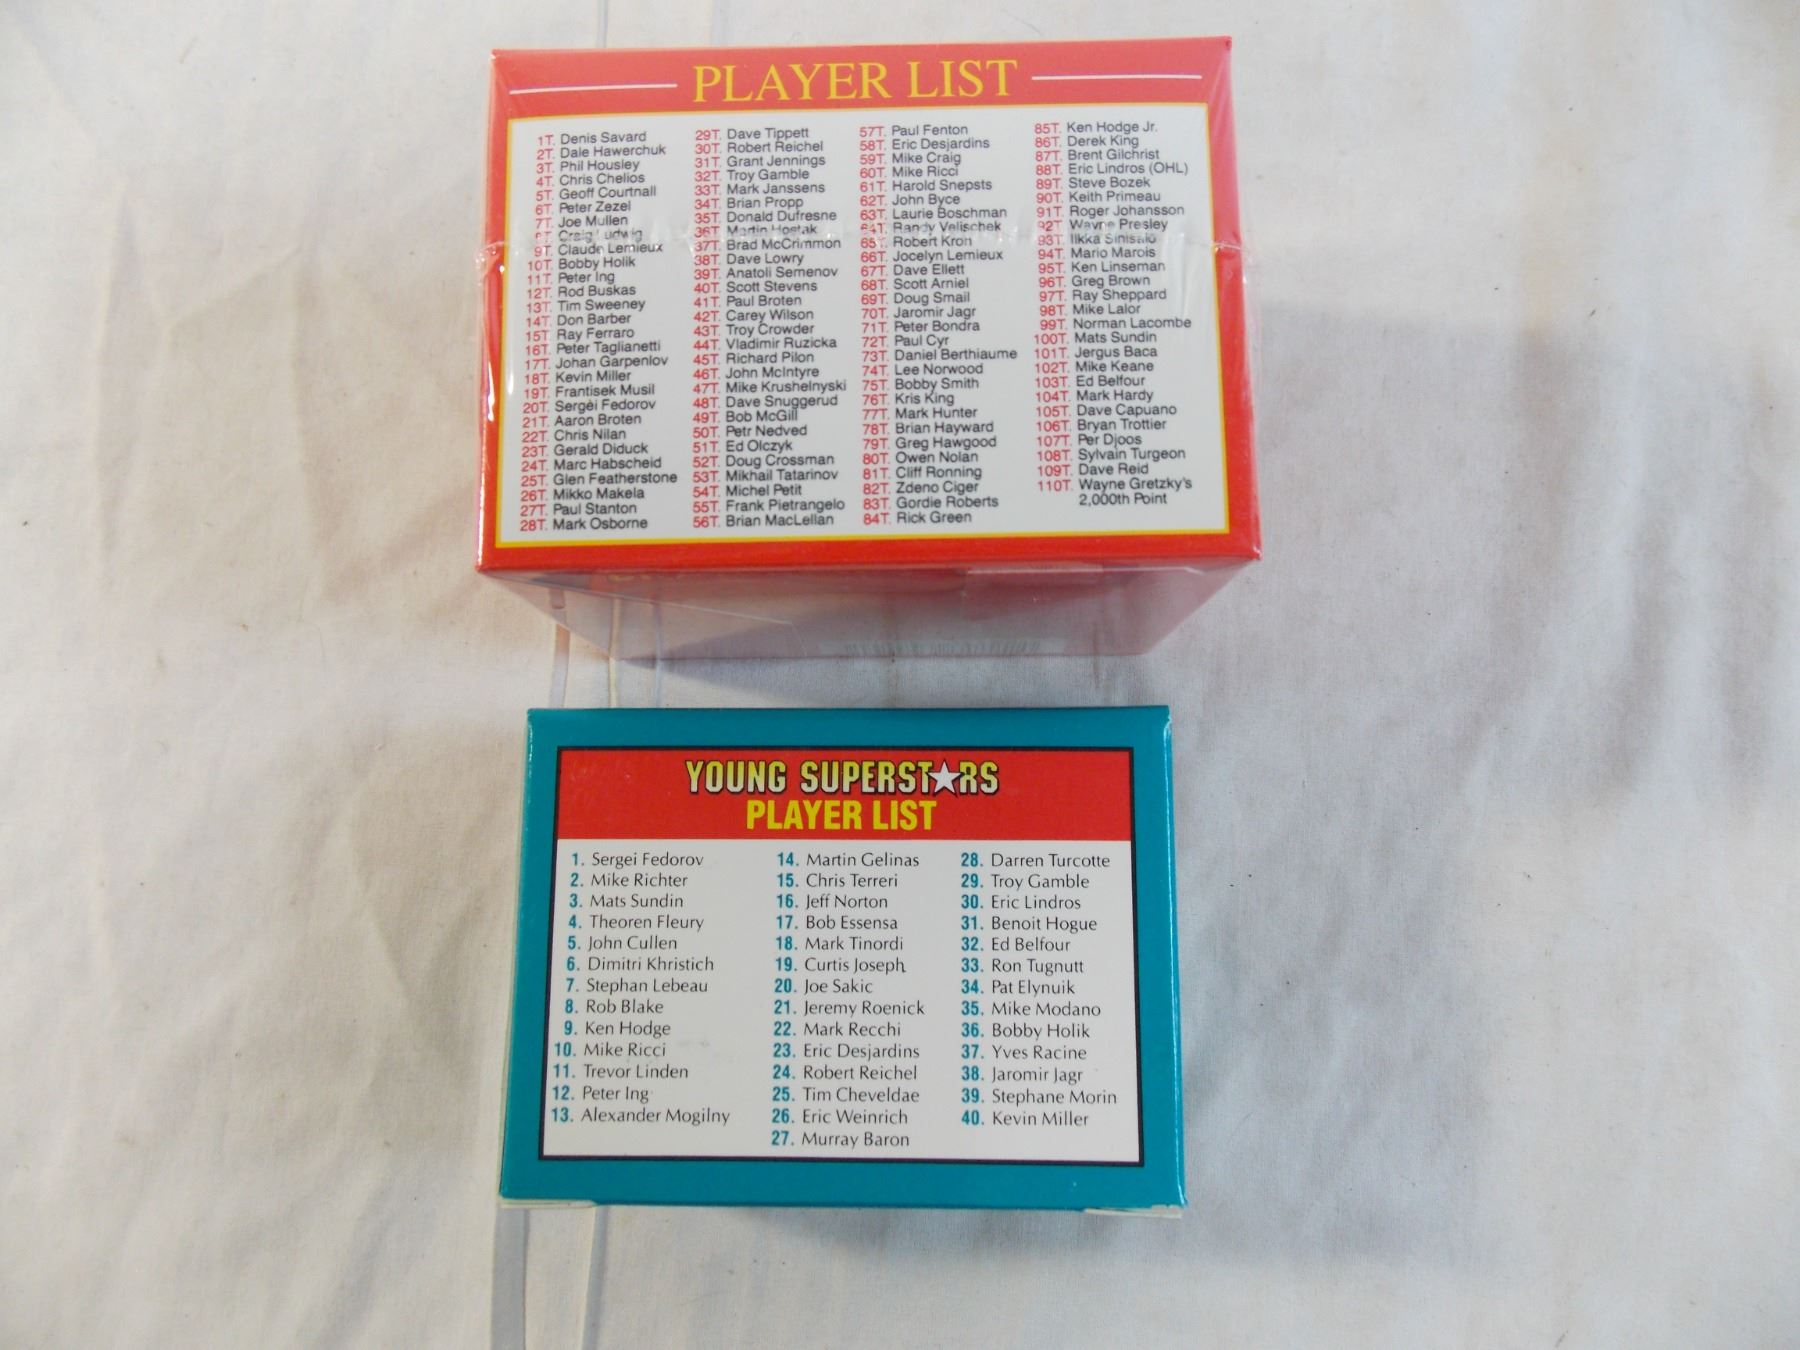 PLAYER LIST
1T. Denis Savard
2T. Dale Hawerchuk
3T. Phil Housley
4T. Chris Chelios
5T. Geoff Courtnall
6T. Peter Zezel
7T. Joe Mullen
8T. Craig Ludwig
9T. Claude Lemieux
10T. Bobby Holik
11T. Peter Ing
12T. Rod Buskas
13T. Tim Sweeney
14T. Don Barber
15T. Ray Ferraro
16T. Peter Taglianetti
17T. Johan Garpenlov
18T. Kevin Miller
19T. Frantisek Musil
20T. Sergei Fedorov
21T. Aaron Broten
22T. Chris Nilan
23T. Gerald Diduck
24T. Marc Habscheid
25T. Glen Featherstone
26T. Mikko Makela
27T. Paul Stanton
28T. Mark Osborne
29T. Dave Tippett
30T. Robert Reichel
31T. Grant Jennings
32T. Troy Gamble
33T. Mark Janssens
34T. Brian Propp
35T. Donald Dufresne
36T. Martin Hostak
37T. Brad McCrimmon
38T. Dave Lowry
39T. Anatoli Semenov
40T. Scott Stevens
41T. Paul Broten
42T. Carey Wilson
43T. Troy Crowder
44T. Vladimir Ruzicka
45T. Richard Pilon
46T. John McIntyre
47T. Mike Krushelnyski
48T. Dave Snuggerud
49T. Bob McGill
50T. Petr Nedved
51T. Ed Olczyk
52T. Doug Crossman
53T. Mikhail Tatarinov
54T. Michel Petit
55T. Frank Pietrangelo
56T. Brian MacLellan
57T. Paul Fenton
58T. Eric Desjardins
59T. Mike Craig
60T. Mike Ricci
61T. Harold Snepsts
62T. John Byce
63T. Laurie Boschman
64T. Randy Velischek
65T. Robert Kron
66T. Jocelyn Lemieux
67T. Dave Ellett
68T. Scott Arniel
69T. Doug Smail
70T. Jaromir Jagr
71T. Peter Bondra
72T. Paul Cyr
73T. Daniel Berthiaume
74T. Lee Norwood
75T. Bobby Smith
76T. Kris King
77T. Mark Hunter
78T. Brian Hayward
79T. Greg Hawgood
80T. Owen Nolan
81T. Cliff Ronning
82T. Zdeno Ciger
83T. Gordie Roberts
84T. Rick Green
85T. Ken Hodge Jr.
86T. Derek King
87T. Brent Gilchrist
88T. Eric Lindros (OHL)
89T. Steve Bozek
90T. Keith Primeau
91T. Roger Johansson
92T. Wayne Presley
93T. Ilkka Sinisalo
94T. Mario Marois
95T. Ken Linseman
96T. Greg Brown
97T. Ray Sheppard
98T. Mike Lalor
99T. Norman Lacombe
100T. Mats Sundin
101T. Jergus Baca
102T. Mike Keane
103T. Ed Belfour
104T. Mark Hardy
105T. Dave Capuano
106T. Bryan Trottier
107T. Per Djoos
108T. Sylvain Turgeon
109T. Dave Reid
110T. Wayne Gretzky's
2,000th Point
YOUNG SUPERST★RS
PLAYER LIST
1. Sergei Fedorov
2. Mike Richter
3. Mats Sundin
4. Theoren Fleury
5. John Cullen
6. Dimitri Khristich
7. Stephan Lebeau
8. Rob Blake
9. Ken Hodge
10. Mike Ricci
11. Trevor Linden
12. Peter Ing
13. Alexander Mogilny
14. Martin Gelinas
15. Chris Terreri
16. Jeff Norton
17. Bob Essensa
18. Mark Tinordi
19. Curtis Joseph
20. Joe Sakic
21. Jeremy Roenick
22. Mark Recchi
23. Eric Desjardins
24. Robert Reichel
25. Tim Cheveldae
26. Eric Weinrich
27. Murray Baron
28. Darren Turcotte
29. Troy Gamble
30. Eric Lindros
31. Benoit Hogue
32. Ed Belfour
33. Ron Tugnutt
34. Pat Elynuik
35. Mike Modano
36. Bobby Holik
37. Yves Racine
38. Jaromir Jagr
39. Stephane Morin
40. Kevin Miller